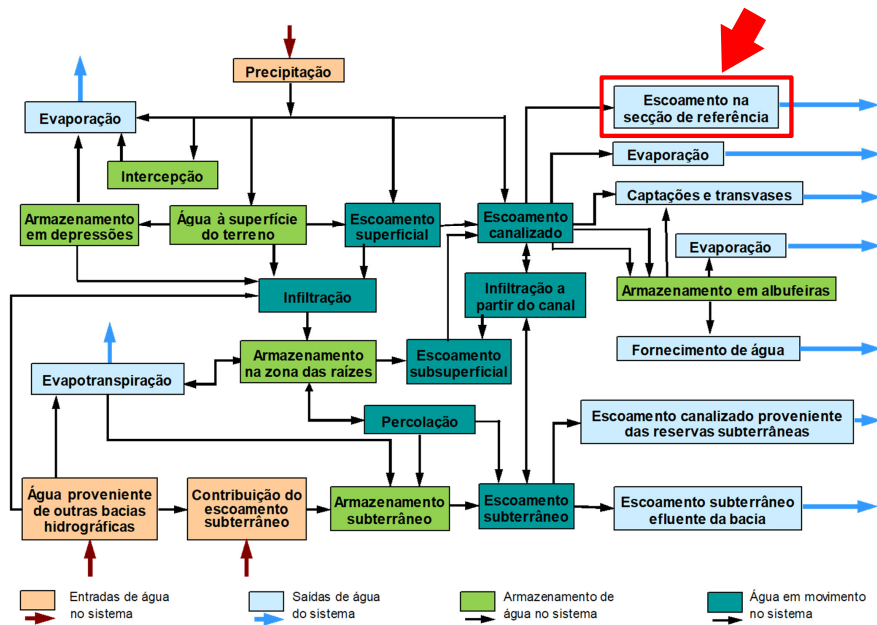 Precipitação
Escoamento na
secção de referência
Evaporação
Evaporação
Intercepção
Captações e transvases
Armazenamento
em depressões
Água à superfície
do terreno
Escoamento
superficial
Escoamento
canalizado
Evaporação
Infiltração
Infiltração a
partir do canal
Armazenamento em albufeiras
Evapotranspiração
Armazenamento
na zona das raízes
Escoamento
subsuperficial
Fornecimento de água
Percolação
Escoamento canalizado proveniente
das reservas subterrâneas
Água proveniente
de outras bacias
hidrográficas
Contribuição do
escoamento
subterrâneo
Armazenamento
subterrâneo
Escoamento
subterrâneo
Escoamento subterrâneo
efluente da bacia
Entradas de água
no sistema
Saídas de água
do sistema
Armazenamento de
água no sistema
Água em movimento
no sistema